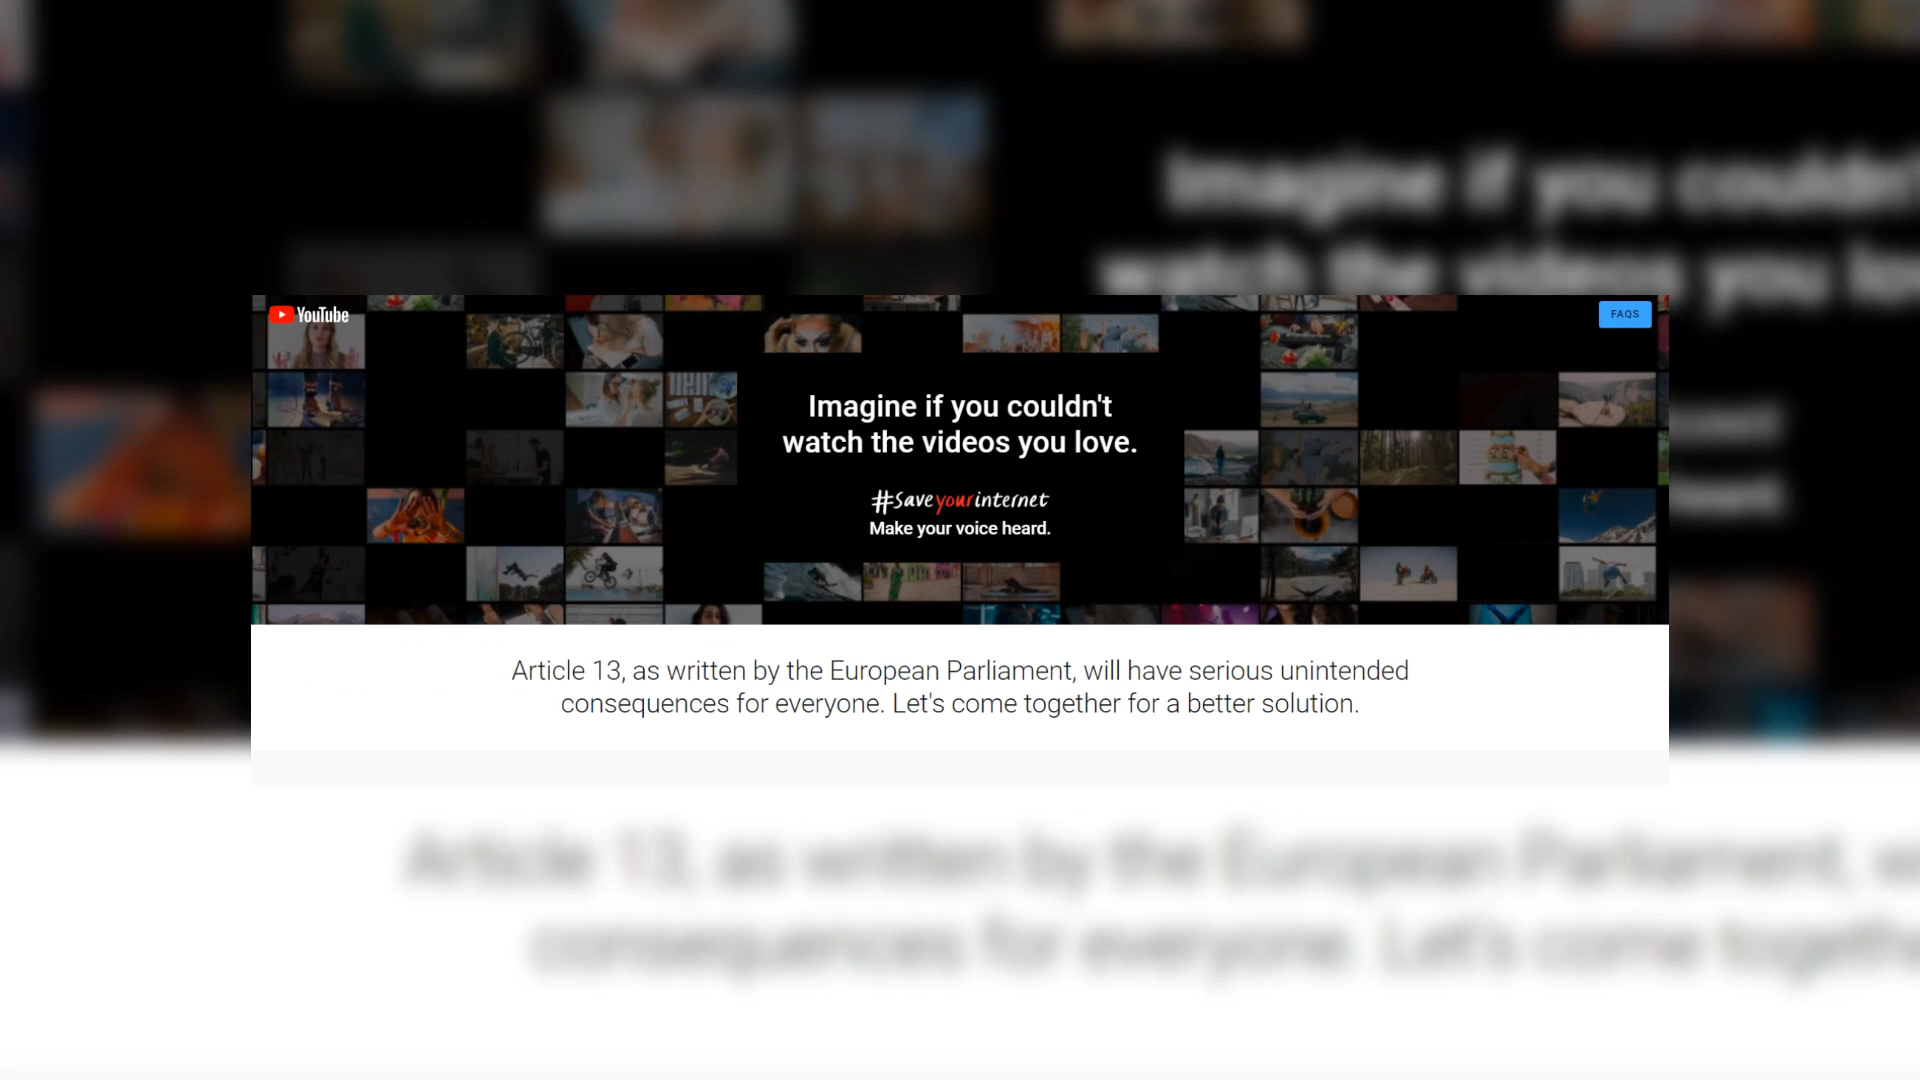 YouTube
FAQS
Imagine if you couldn't
watch the videos you love.
#Saveyourinternet
Make your voice heard.
Article 13, as written by the European Parliament, will have serious unintended
consequences for everyone. Let's come together for a better solution.